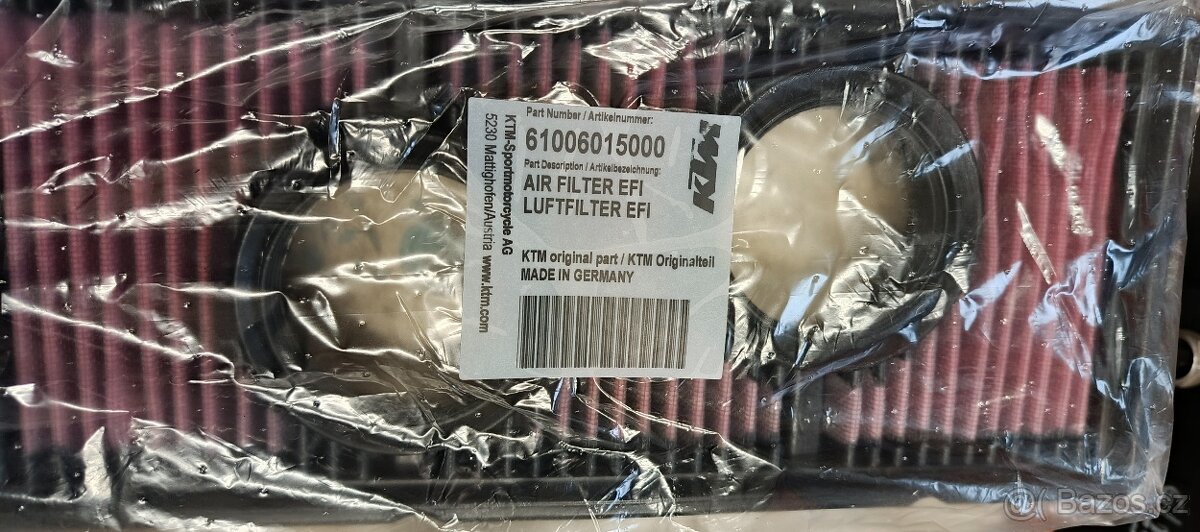 Part Number / Artikelnummer:
61006015000
Part Description / Artikelbezeichnung:
AIR FILTER EFI
LUFTFILTER EFI
KTM original part / KTM Originalteil
MADE IN GERMANY
KTM
KTM-Sportmotorcycle AG
5230 Mattighofen/Austria www.ktm.com
Bazos.cz